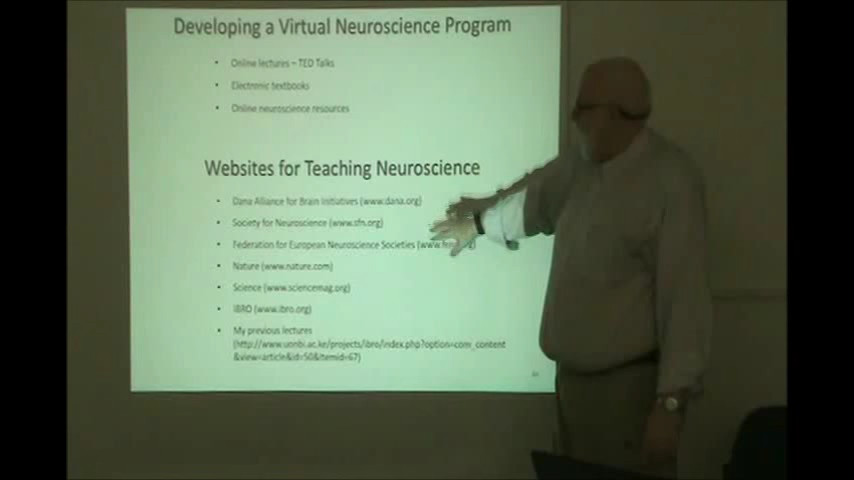 Developing a Virtual Neuroscience Program
• Online lectures – TED Talks
• Electronic textbooks
• Online neuroscience resources
Websites for Teaching Neuroscience
• Dana Alliance for Brain Initiatives (www.dana.org)
• Society for Neuroscience (www.sfn.org)
• Federation for European Neuroscience Societies
• Nature (www.nature.com)
• Science (www.sciencemag.org)
• IBRO (www.ibro.org)
• My previous lectures
(http://www.uonbi.ac.ke/projects/ibro/index.php?option=com_content
&view=article&id=50&itemid=67)